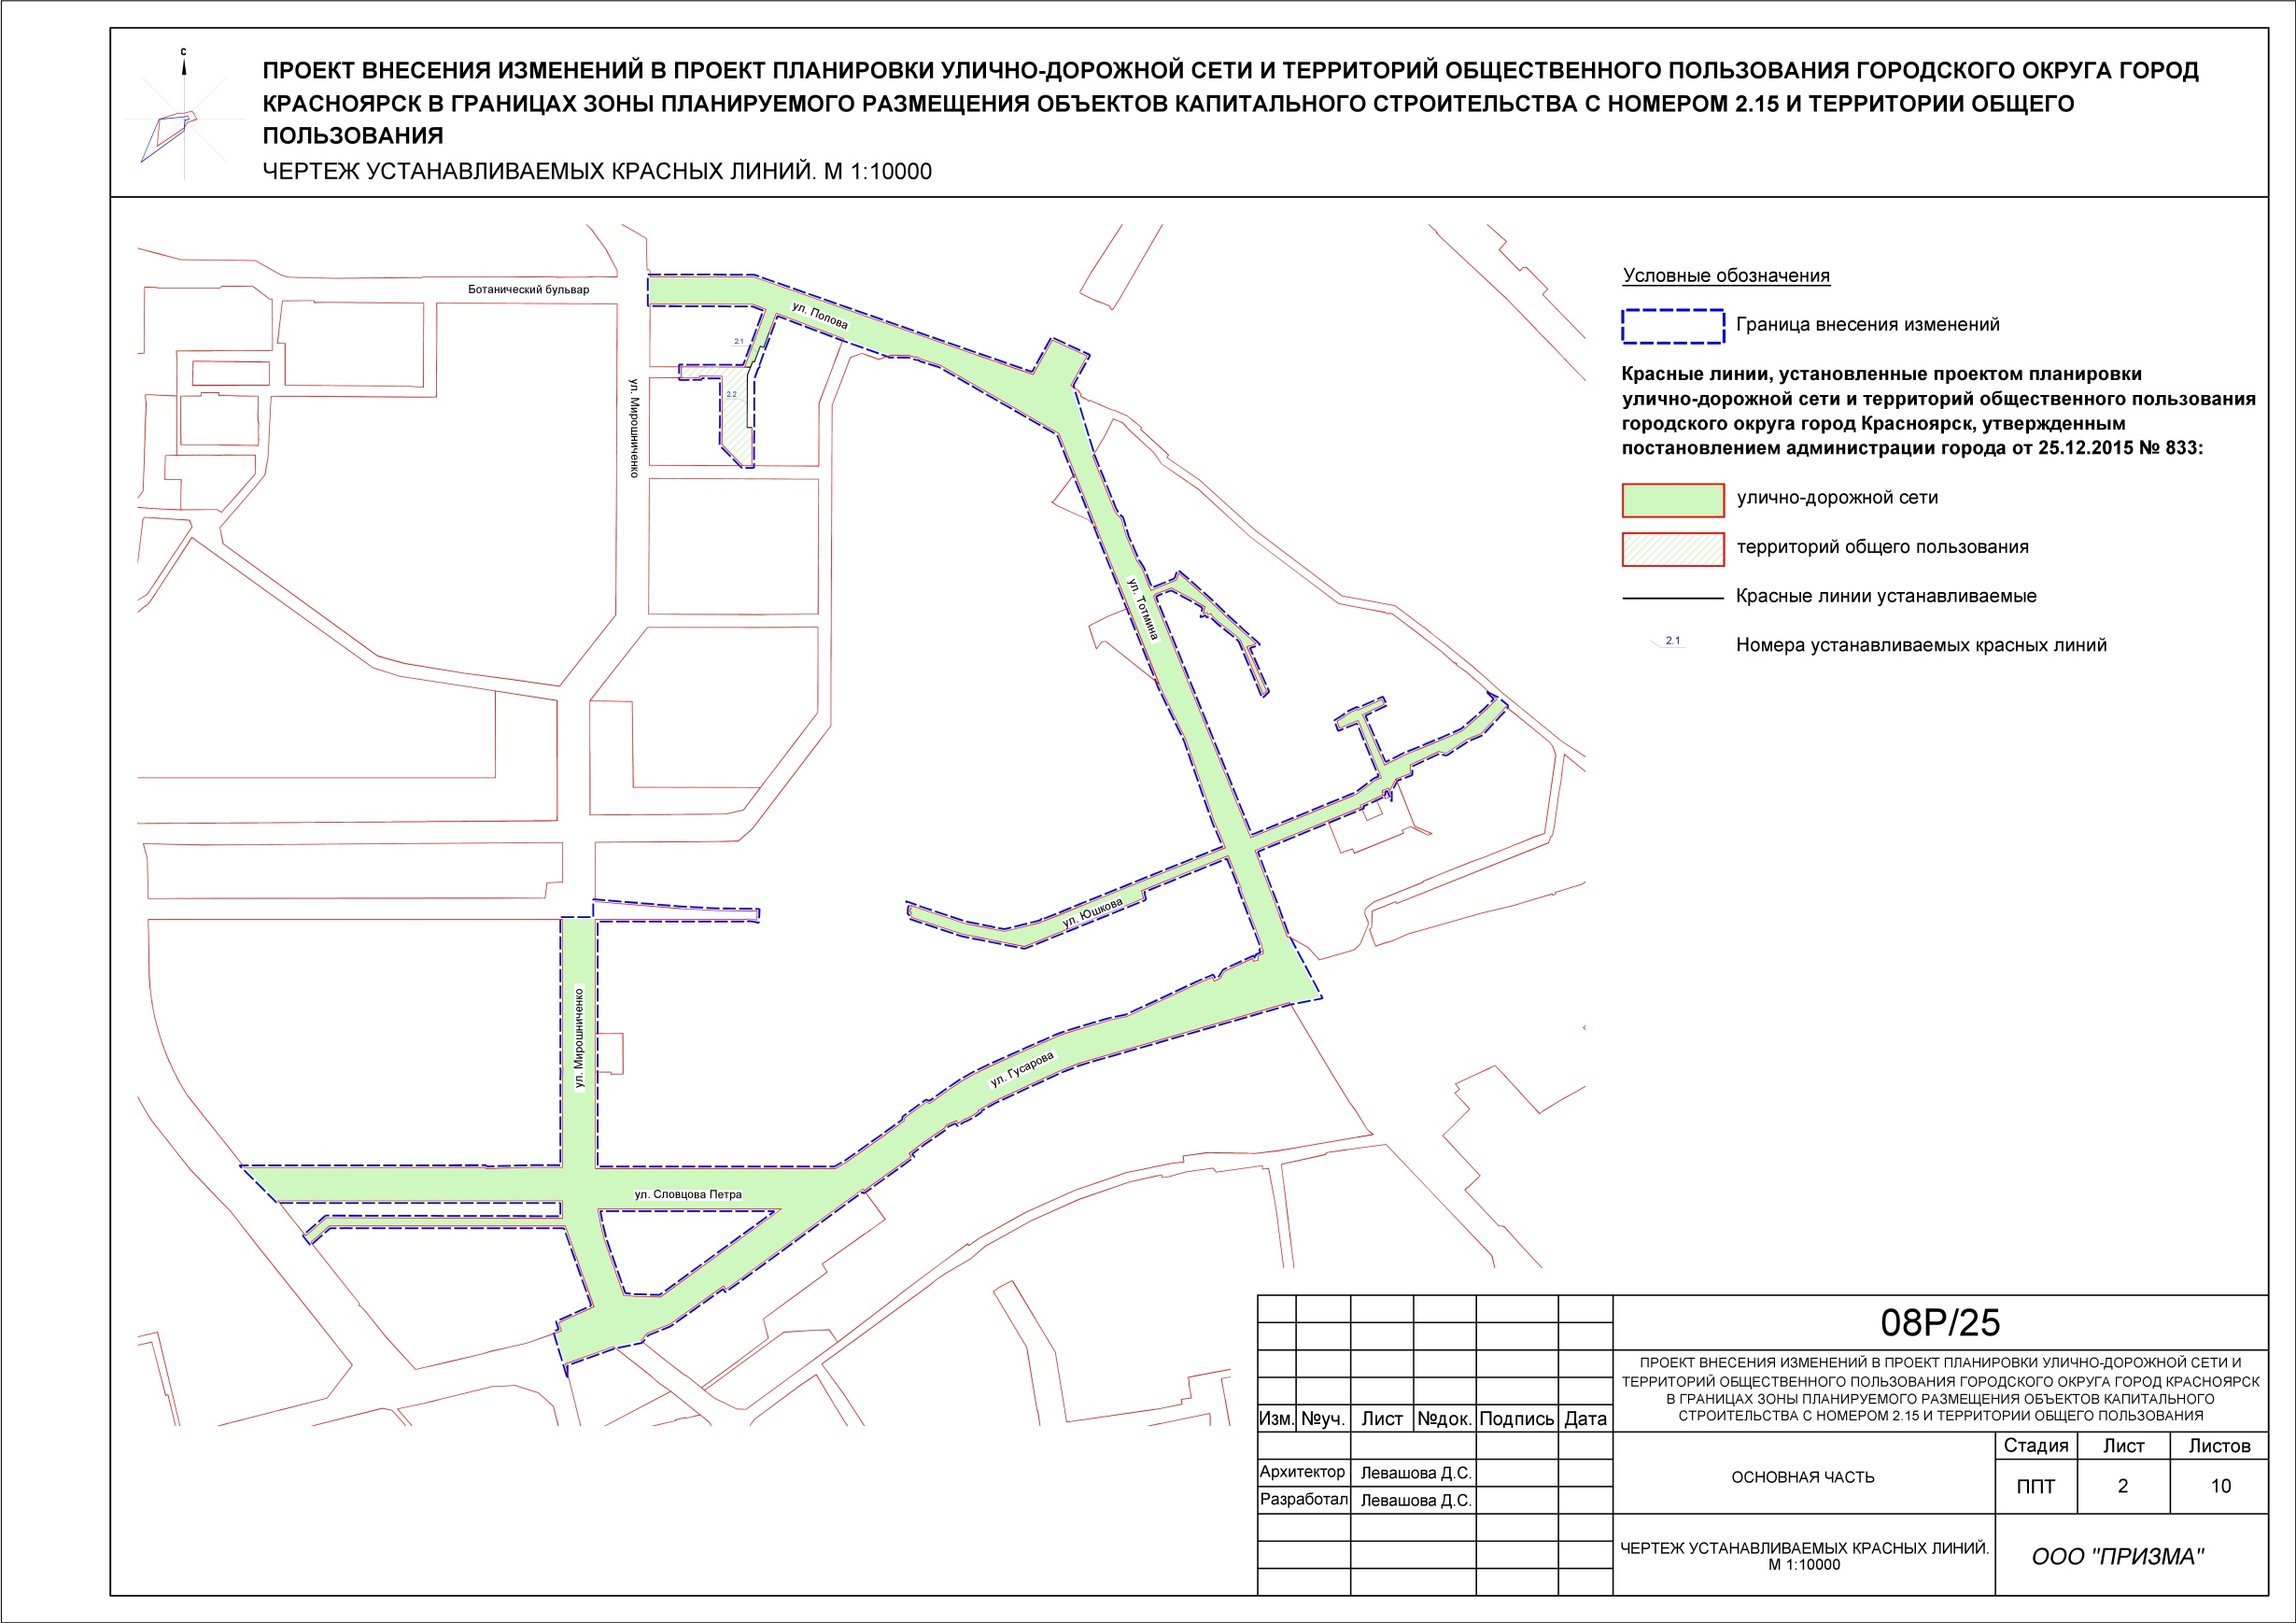 С
ПРОЕКТ ВНЕСЕНИЯ ИЗМЕНЕНИЙ В ПРОЕКТ ПЛАНИРОВКИ УЛИЧНО-ДОРОЖНОЙ СЕТИ И ТЕРРИТОРИЙ ОБЩЕСТВЕННОГО ПОЛЬЗОВАНИЯ ГОРОДСКОГО ОКРУГА ГОРОД
КРАСНОЯРСК В ГРАНИЦАХ ЗОНЫ ПЛАНИРУЕМОГО РАЗМЕЩЕНИЯ ОБЪЕКТОВ КАПИТАЛЬНОГО СТРОИТЕЛЬСТВА С НОМЕРОМ 2.15 И ТЕРРИТОРИИ ОБЩЕГО
ПОЛЬЗОВАНИЯ
ЧЕРТЕЖ УСТАНАВЛИВАЕМЫХ КРАСНЫХ ЛИНИЙ. М 1:10000
Ботанический бульвар
ул. Попова
2.1
2.2
ул. Мирошниченко
ул. Тотмина
ул. Юшкова
ул. Мирошниченко
ул. Гусарова
ул. Словцова Петра
Условные обозначения
Граница внесения изменений
Красные линии, установленные проектом планировки
улично-дорожной сети и территорий общественного пользования
городского округа город Красноярск, утвержденным
постановлением администрации города от 25.12.2015 № 833:
улично-дорожной сети
территорий общего пользования
Красные линии устанавливаемые
2.1
Номера устанавливаемых красных линий
08Р/25
ПРОЕКТ ВНЕСЕНИЯ ИЗМЕНЕНИЙ В ПРОЕКТ ПЛАНИРОВКИ УЛИЧНО-ДОРОЖНОЙ СЕТИ И
ТЕРРИТОРИЙ ОБЩЕСТВЕННОГО ПОЛЬЗОВАНИЯ ГОРОДСКОГО ОКРУГА ГОРОД КРАСНОЯРСК
В ГРАНИЦАХ ЗОНЫ ПЛАНИРУЕМОГО РАЗМЕЩЕНИЯ ОБЪЕКТОВ КАПИТАЛЬНОГО
СТРОИТЕЛЬСТВА С НОМЕРОМ 2.15 И ТЕРРИТОРИИ ОБЩЕГО ПОЛЬЗОВАНИЯ
Изм. №уч. Лист №док. Подпись Дата
Архитектор Левашова Д.С.
Разработал Левашова Д.С.
ОСНОВНАЯ ЧАСТЬ
Стадия Лист Листов
ППТ 2 10
ЧЕРТЕЖ УСТАНАВЛИВАЕМЫХ КРАСНЫХ ЛИНИЙ.
М 1:10000
ООО "ПРИЗМА"